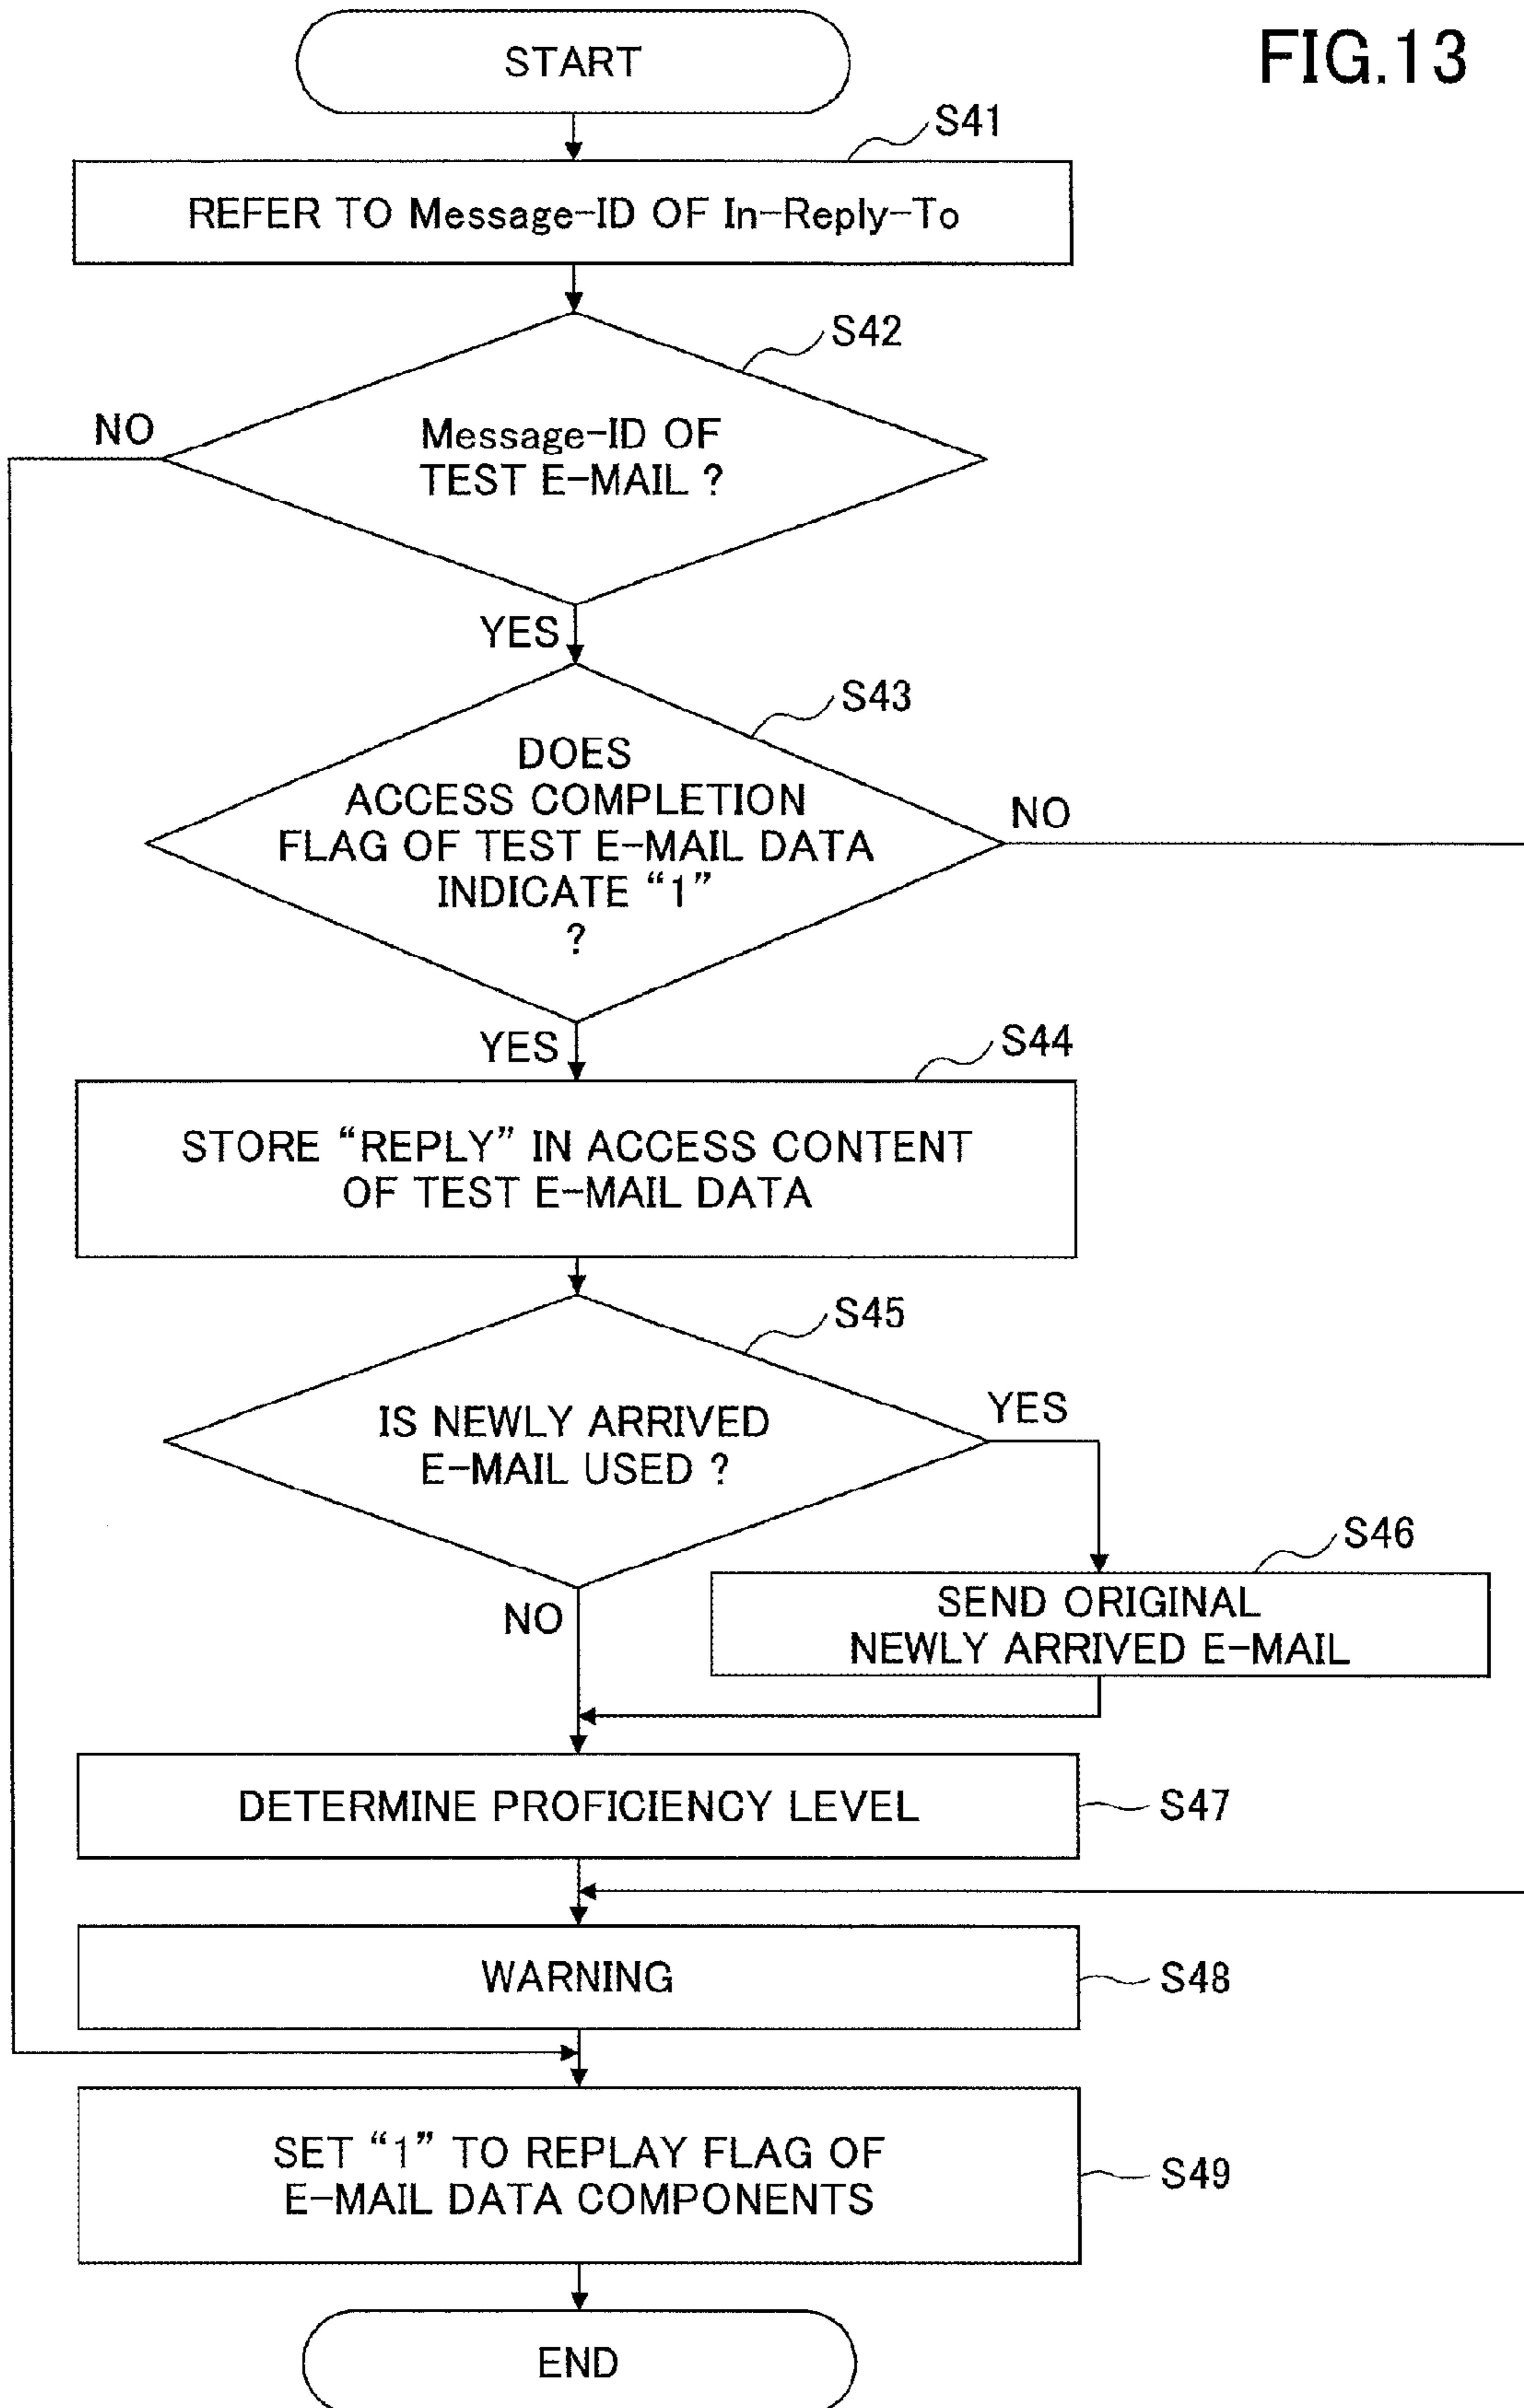 FIG.13
START
S41
REFER TO Message-ID OF In-Reply-To
S42
NO
Message-ID OF
TEST E-MAIL ?
YES
S43
DOES
ACCESS COMPLETION
FLAG OF TEST E-MAIL DATA
INDICATE “1”
?
NO
YES
S44
STORE “REPLY” IN ACCESS CONTENT
OF TEST E-MAIL DATA
S45
IS NEWLY ARRIVED
E-MAIL USED ?
YES
S46
SEND ORIGINAL
NEWLY ARRIVED E-MAIL
NO
DETERMINE PROFICIENCY LEVEL
S47
WARNING
S48
SET “1” TO REPLAY FLAG OF
E-MAIL DATA COMPONENTS
S49
END